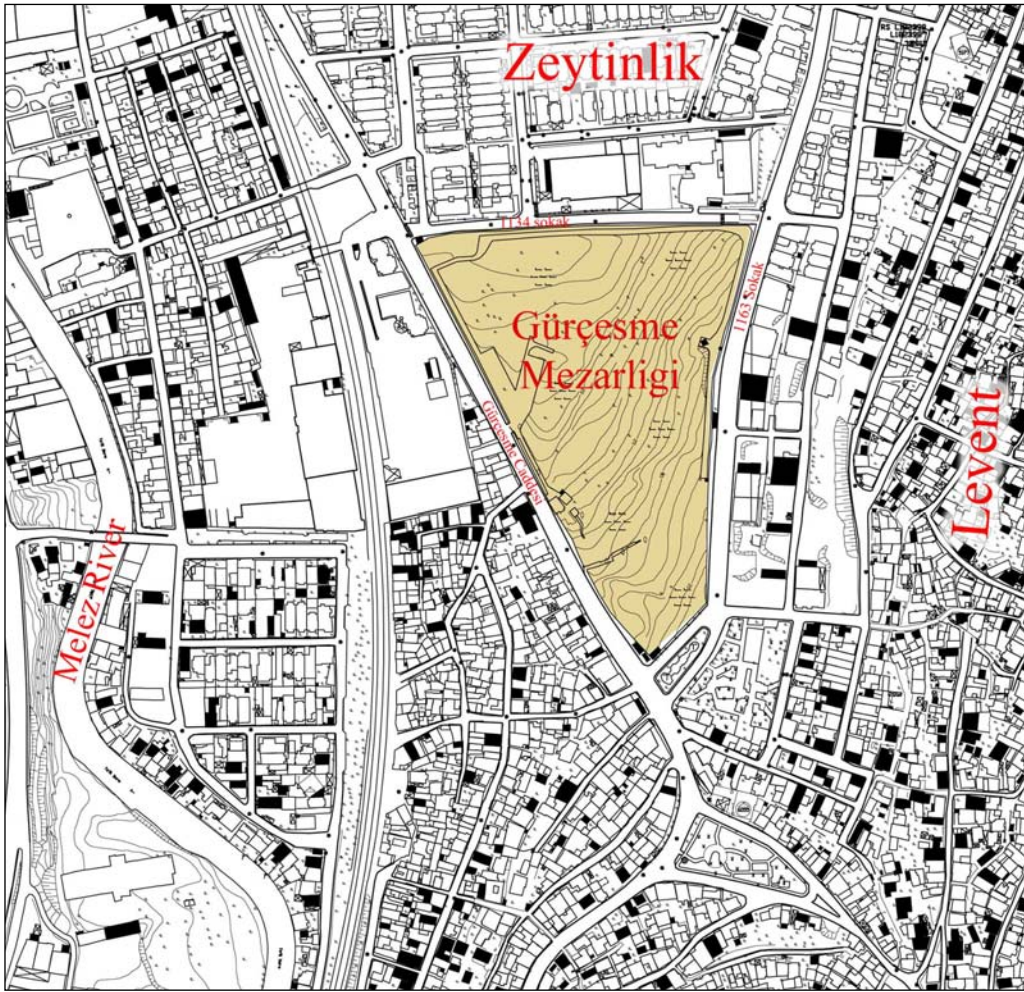 Zeytinlik
1134 sokak
Gürçesme
Mezarligi
1163 Sokak
Gürçesme Caddesi
Levent
Melez River